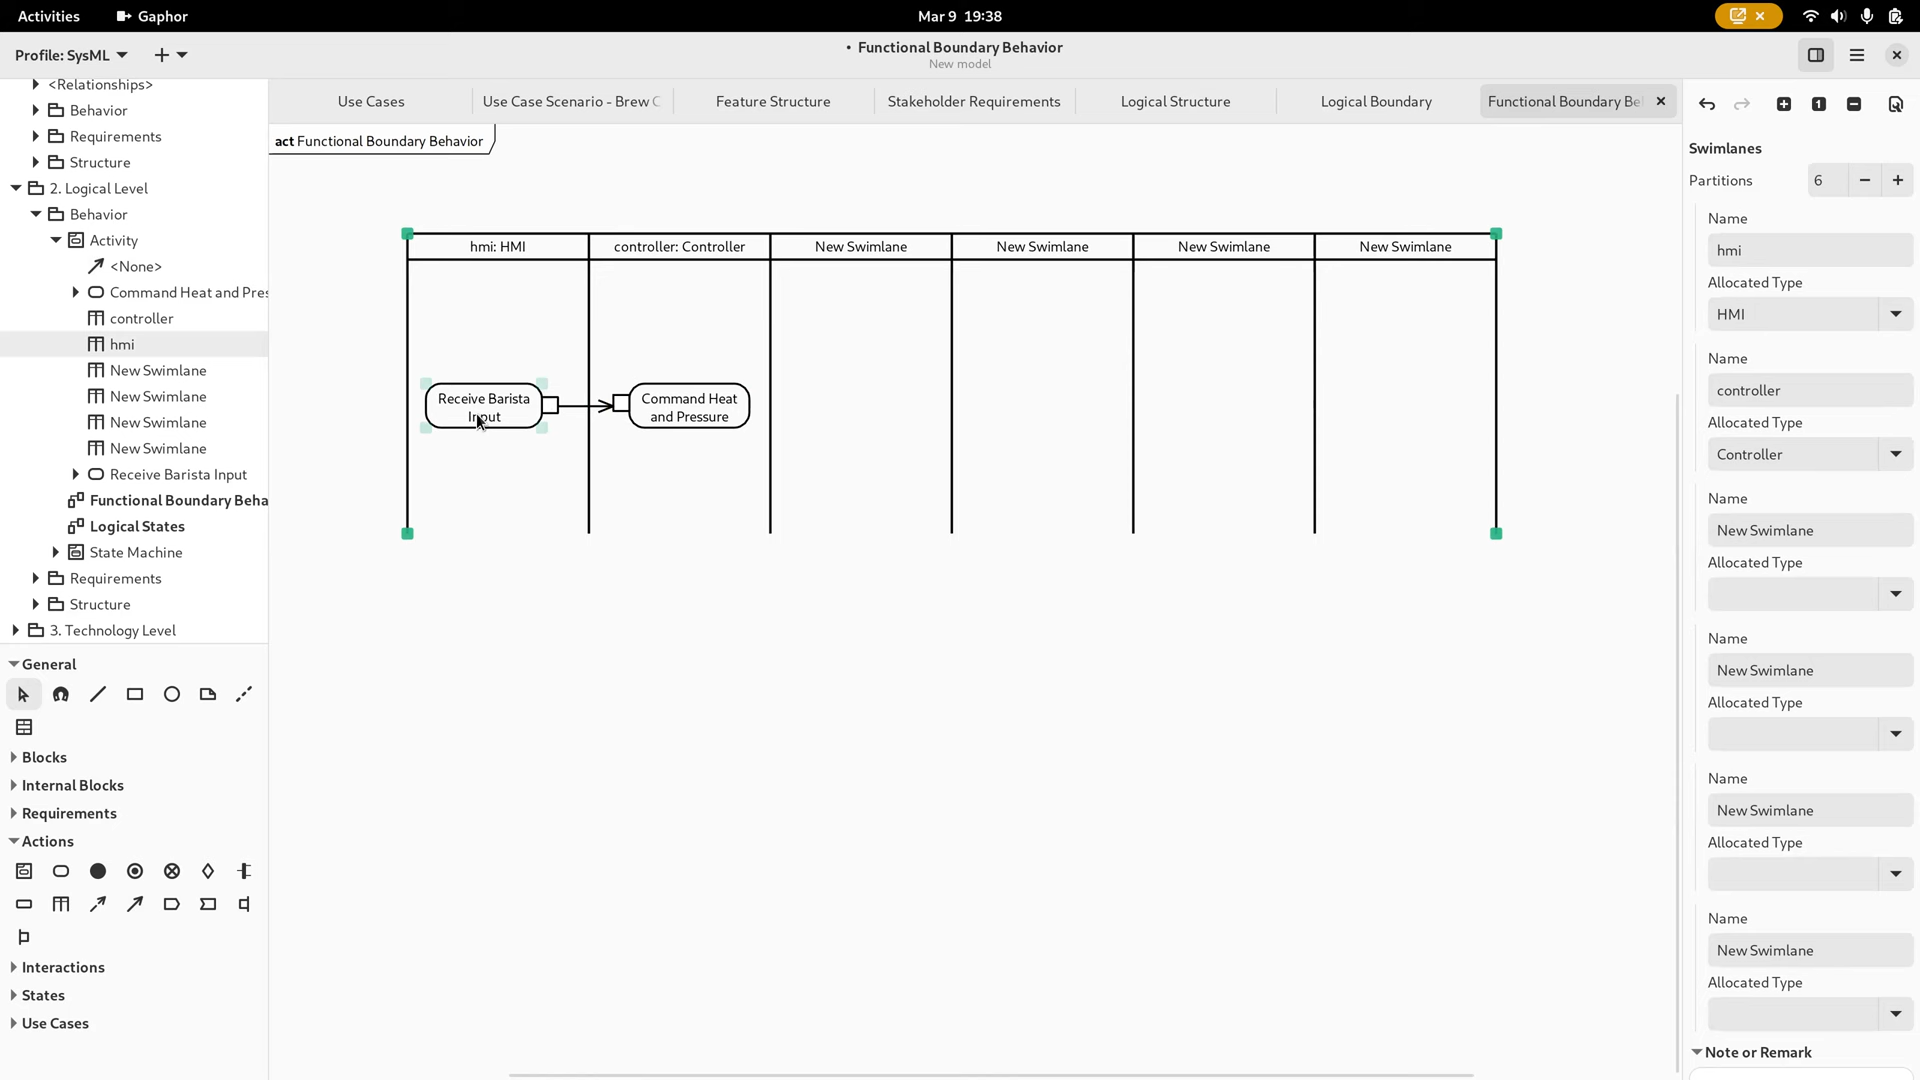 Activities
Gaphor
Mar 9 19:38
Profile: SysML
• Functional Boundary Behavior
New model
<Relationships>
Behavior
Requirements
Structure
2. Logical Level
Behavior
Activity
<None>
Command Heat and Pres
controller
hmi
New Swimlane
New Swimlane
New Swimlane
New Swimlane
Receive Barista Input
Functional Boundary Beha
Logical States
State Machine
Requirements
Structure
3. Technology Level
General
Blocks
Internal Blocks
Requirements
Actions
Interactions
States
Use Cases
Use Cases
Use Case Scenario - Brew C
Feature Structure
Stakeholder Requirements
Logical Structure
Logical Boundary
Functional Boundary Be
act Functional Boundary Behavior
hmi: HMI
controller: Controller
New Swimlane
New Swimlane
New Swimlane
New Swimlane
Receive Barista
Input
Command Heat
and Pressure
Swimlanes
Partitions 6
Name
hmi
Allocated Type
HMI
Name
controller
Allocated Type
Controller
Name
New Swimlane
Allocated Type
Name
New Swimlane
Allocated Type
Name
New Swimlane
Allocated Type
Name
New Swimlane
Allocated Type
Note or Remark